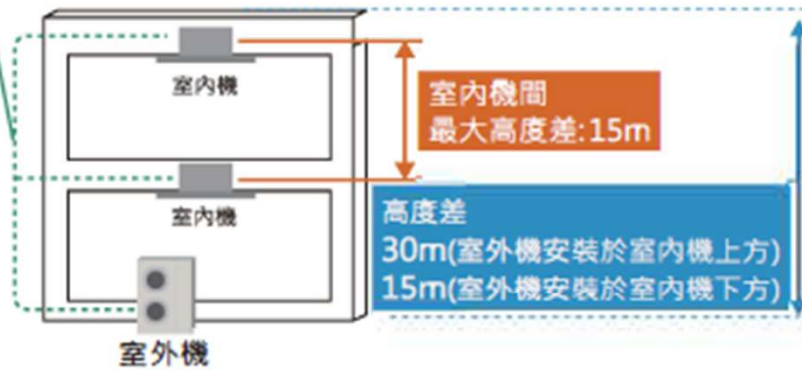 室內機
室內機間
最大高度差:15m
室內機
高度差
30m(室外機安裝於室內機上方)
15m(室外機安裝於室內機下方)
室外機